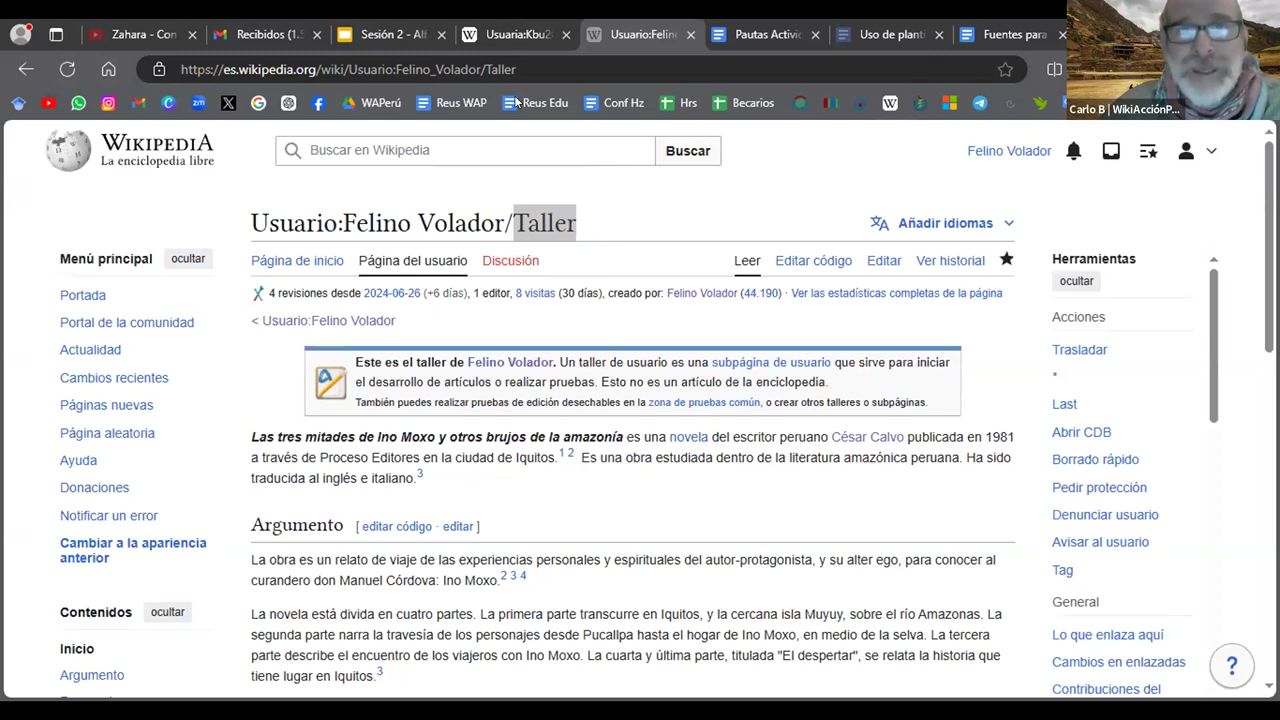 Zahara - Con
Recibidos (1.5
Sesión 2 - Alf
Usuaria:Kbu2
Usuario:Felin
Pautas Activic
Uso de planti
Fuentes para
https://es.wikipedia.org/wiki/Usuario:Felino_Volador/Taller
WAPerú
Reus WAP
Reus Edu
Conf Hz
Hrs
Becarios
Carlo B | WikiAcciónP...
WIKIPEDIA
La enciclopedia libre
Buscar en Wikipedia
Buscar
Felino Volador
Usuario:Felino Volador/Taller
Añadir idiomas
Página de inicio
Página del usuario
Discusión
Leer
Editar código
Editar
Ver historial
4 revisiones desde 2024-06-26 (+6 días), 1 editor, 8 visitas (30 días), creado por: Felino Volador (44.190) · Ver las estadísticas completas de la página
< Usuario:Felino Volador
Este es el taller de Felino Volador. Un taller de usuario es una subpágina de usuario que sirve para iniciar
el desarrollo de artículos o realizar pruebas. Esto no es un artículo de la enciclopedia.
También puedes realizar pruebas de edición desechables en la zona de pruebas común, o crear otros talleres o subpáginas.
Las tres mitades de Ino Moxo y otros brujos de la amazonía es una novela del escritor peruano César Calvo publicada en 1981
a través de Proceso Editores en la ciudad de Iquitos.1 2 Es una obra estudiada dentro de la literatura amazónica peruana. Ha sido
traducida al inglés e italiano.3
Argumento [ editar código · editar ]
La obra es un relato de viaje de las experiencias personales y espirituales del autor-protagonista, y su alter ego, para conocer al
curandero don Manuel Córdova: Ino Moxo.2 3 4
La novela está divida en cuatro partes. La primera parte transcurre en Iquitos, y la cercana isla Muyuy, sobre el río Amazonas. La
segunda parte narra la travesía de los personajes desde Pucallpa hasta el hogar de Ino Moxo, en medio de la selva. La tercera
parte describe el encuentro de los viajeros con Ino Moxo. La cuarta y última parte, titulada "El despertar", se relata la historia que
tiene lugar en Iquitos.3
Menú principal
ocultar
Portada
Portal de la comunidad
Actualidad
Cambios recientes
Páginas nuevas
Página aleatoria
Ayuda
Donaciones
Notificar un error
Cambiar a la apariencia
anterior
Contenidos
ocultar
Inicio
Argumento
Herramientas
ocultar
Acciones
Trasladar
*
Last
Abrir CDB
Borrado rápido
Pedir protección
Denunciar usuario
Avisar al usuario
Tag
General
Lo que enlaza aquí
Cambios en enlazadas
Contribuciones del
?